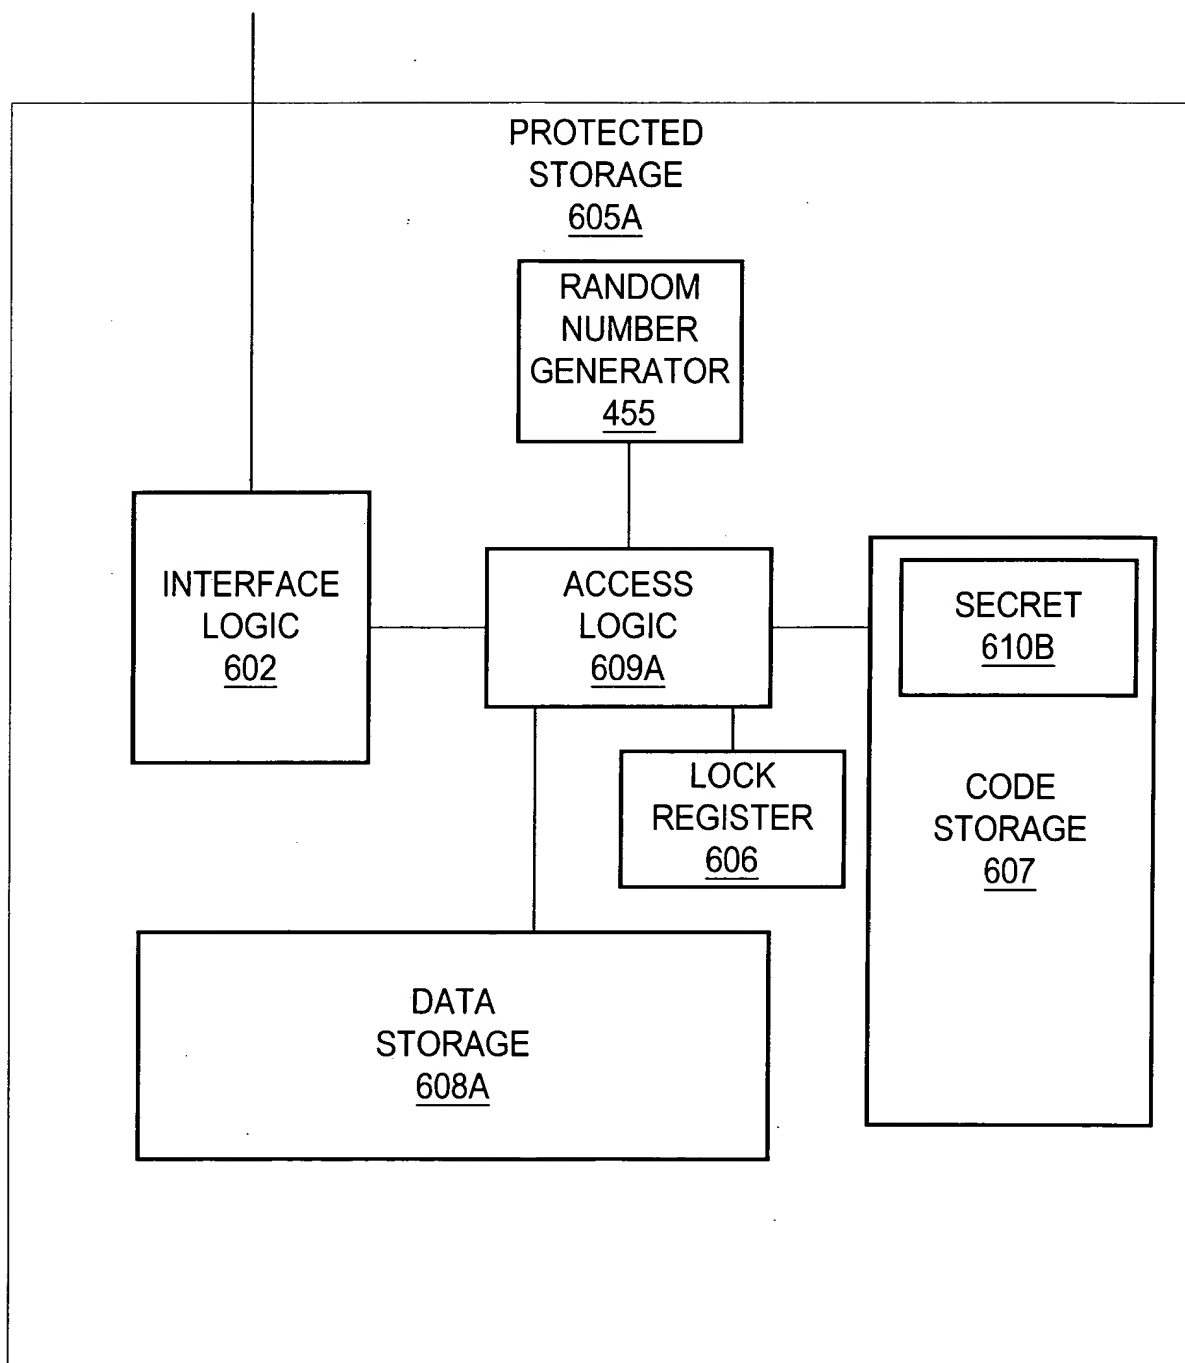 PROTECTED
STORAGE
605A
RANDOM
NUMBER
GENERATOR
455
INTERFACE
LOGIC
602
ACCESS
LOGIC
609A
SECRET
610B
LOCK
REGISTER
606
CODE
STORAGE
607
DATA
STORAGE
608A